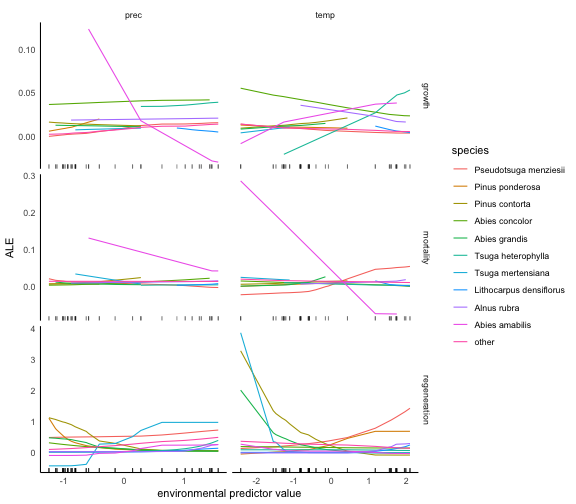 prec temp
0.10
0.05
0.00
growth
0.3
0.2
0.1
0.0
mortality
4
3
2
1
0
regeneration
-1 0 1 -2 -1 0 1 2
environmental predictor value
ALE
species
Pseudotsuga menziesii
Pinus ponderosa
Pinus contorta
Abies concolor
Abies grandis
Tsuga heterophylla
Tsuga mertensiana
Lithocarpus densiflorus
Alnus rubra
Abies amabilis
other